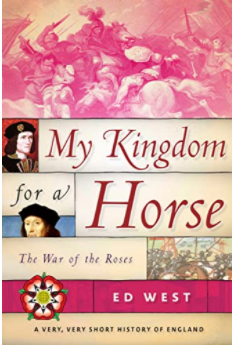 My Kingdom
for a
Horse
The War of the Roses
ED WEST
A VERY, VERY SHORT HISTORY OF ENGLAND